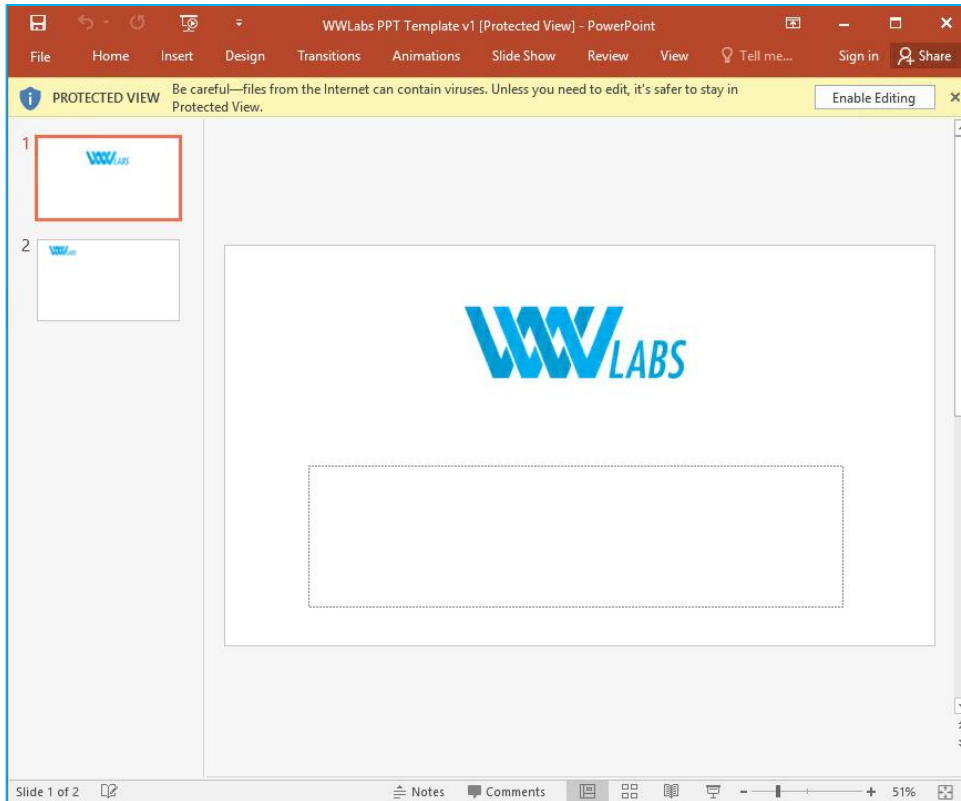 WWLabs PPT Template v1 [Protected View] - PowerPoint
File Home Insert Design Transitions Animations Slide Show Review View Tell me... Sign in Share
PROTECTED VIEW Be careful—files from the Internet can contain viruses. Unless you need to edit, it's safer to stay in
Protected View.
Enable Editing
1
WWLABS
2
WWLABS
WWLABS
Slide 1 of 2 Notes Comments 51%